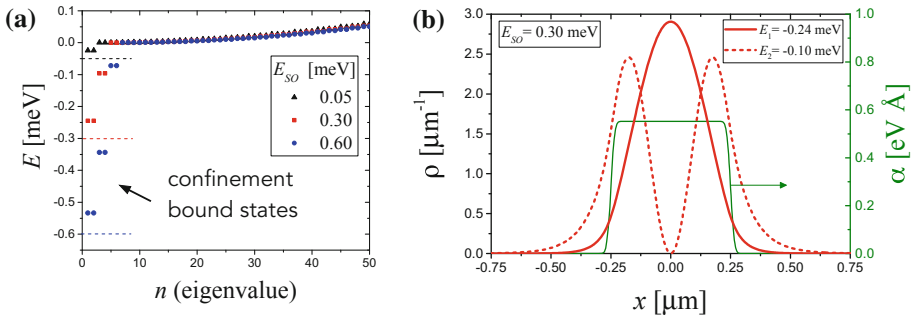 (a)
E [meV]
0.0
-0.1
-0.2
-0.3
-0.4
-0.5
-0.6
0 10 20 30 40 50
n (eigenvalue)
E_SO [meV]
0.05
0.30
0.60
confinement
bound states
(b)
ρ [μm⁻¹]
3.0
2.5
2.0
1.5
1.0
0.5
0.0
-0.75 -0.50 -0.25 0.00 0.25 0.50 0.75
x [μm]
E_SO = 0.30 meV
E_1 = -0.24 meV
E_2 = -0.10 meV
1.0
0.8
0.6
0.4
0.2
0.0
α [eV Å]